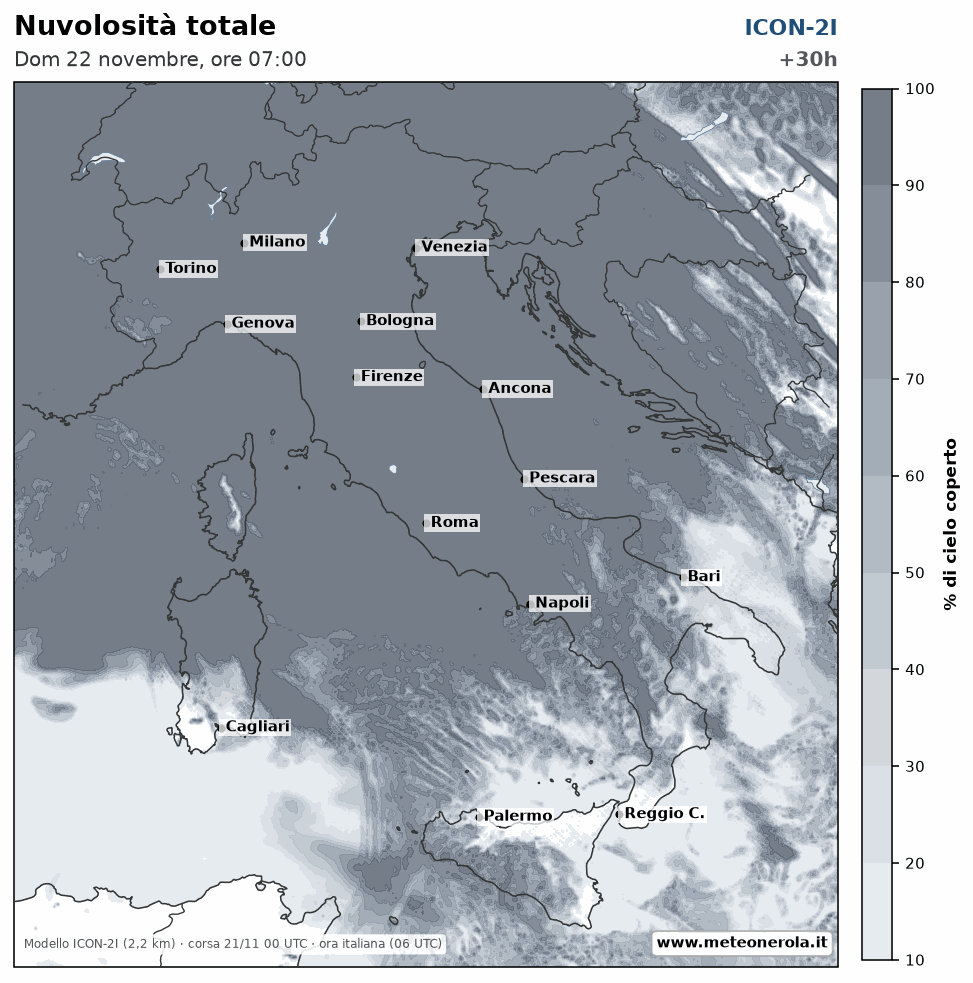 Nuvolosità totale
ICON-2I
Dom 22 novembre, ore 07:00
+30h
100
90
80
70
60
50
40
30
20
10
% di cielo coperto
Milano
Venezia
Torino
Genova
Bologna
Firenze
Ancona
Pescara
Roma
Bari
Napoli
Cagliari
Palermo
Reggio C.
Modello ICON-2I (2,2 km) · corsa 21/11 00 UTC · ora italiana (06 UTC)
www.meteonerola.it